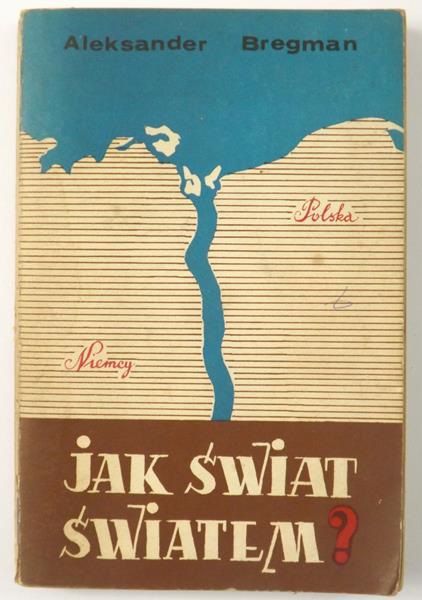 Aleksander Bregman
Polska
Niemcy
JAK ŚWIAT
ŚWIATEM?